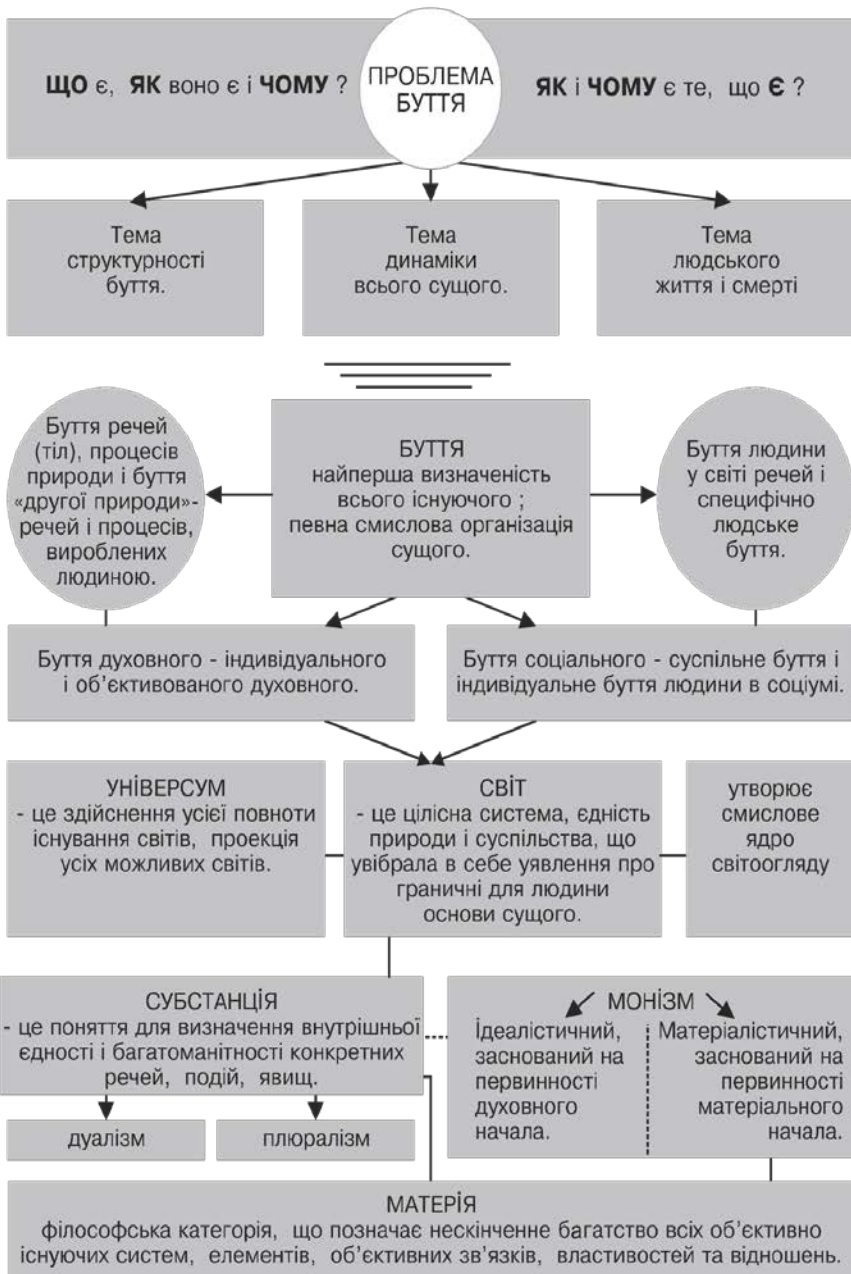 ЩО є, ЯК воно є і ЧОМУ ?
ПРОБЛЕМА
БУТТЯ
ЯК і ЧОМУ є те, що Є ?
Тема
структурності
буття.
Тема
динаміки
всього сущого.
Тема
людського
життя і смерті
Буття речей
(тіл), процесів
природи і буття
«другої природи»-
речей і процесів,
вироблених
людиною.
БУТТЯ
найперша визначеність
всього існуючого ;
певна смислова організація
сущого.
Буття людини
у світі речей і
специфічно
людське
буття.
Буття духовного - індивідуального
і об’єктивованого духовного.
Буття соціального - суспільне буття і
індивідуальне буття людини в соціумі.
УНІВЕРСУМ
- це здійснення усієї повноти
існування світів, проекція
усіх можливих світів.
СВІТ
- це цілісна система, єдність
природи і суспільства, що
увібрала в себе уявлення про
граничні для людини
основи сущого.
утворює
смислове
ядро
світоогляду
СУБСТАНЦІЯ
- це поняття для визначення внутрішньої
єдності і багатоманітності конкретних
речей, подій, явищ.
дуалізм
плюралізм
МОНІЗМ
Ідеалістичний,
заснований на
первинності
духовного
начала.
Матеріалістичний,
заснований на
первинності
матеріального
начала.
МАТЕРІЯ
філософська категорія, що позначає нескінченне багатство всіх об’єктивно
існуючих систем, елементів, об’єктивних зв’язків, властивостей та відношень.